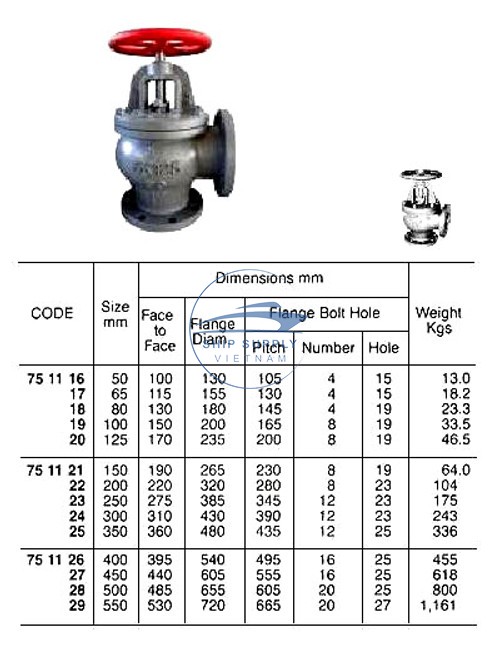 Dimensions mm
CODE
Size mm
Face to Face
Flange Diam.
Flange Bolt Hole
Pitch Number Hole
Weight Kgs
SHIP SUPPLY
VIETNAM
75 11 16 50 100 130 105 4 15 13.0
17 65 115 155 130 4 15 18.2
18 80 130 180 145 4 19 23.3
19 100 150 200 165 8 19 33.5
20 125 170 235 200 8 19 46.5
75 11 21 150 190 265 230 8 19 64.0
22 200 220 320 280 8 23 104
23 250 275 385 345 12 23 175
24 300 310 430 390 12 23 243
25 350 360 480 435 12 25 336
75 11 26 400 395 540 495 16 25 455
27 450 440 605 555 16 25 618
28 500 485 655 605 20 25 800
29 550 530 720 665 20 27 1,161